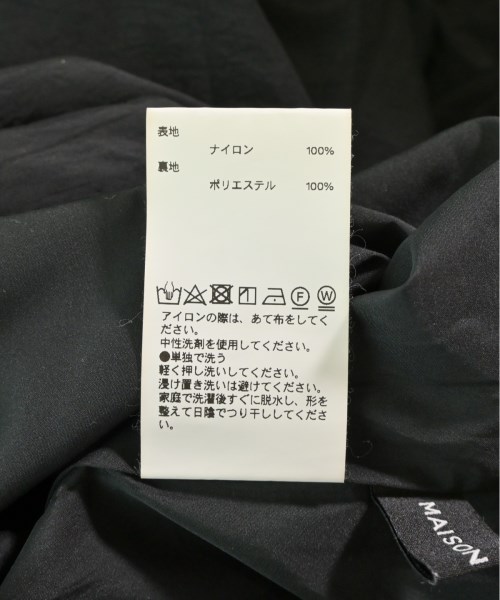 表地
ナイロン 100%
裏地
ポリエステル 100%
F W
アイロンの際は、あて布をしてく
ださい。
中性洗剤を使用してください。
●単独で洗う
軽く押し洗いしてください。
浸け置き洗いは避けてください。
家庭で洗濯後すぐに脱水し、形を
整えて日陰でつり干ししてくださ
い。
MAISON